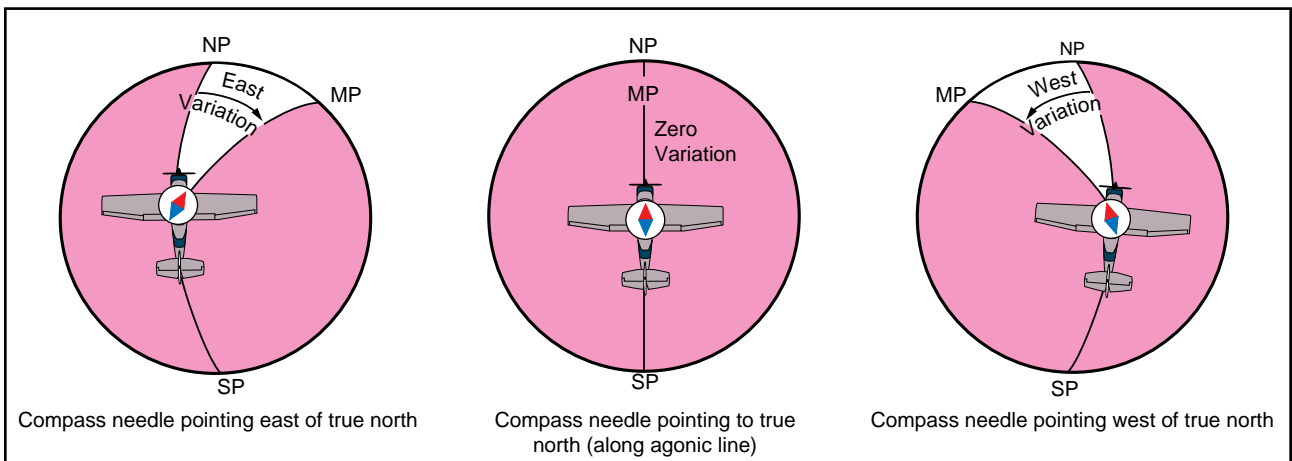 NP
East
Variation
MP
SP
Compass needle pointing east of true north
NP
MP
Zero
Variation
SP
Compass needle pointing to true
north (along agonic line)
NP
West
Variation
MP
SP
Compass needle pointing west of true north